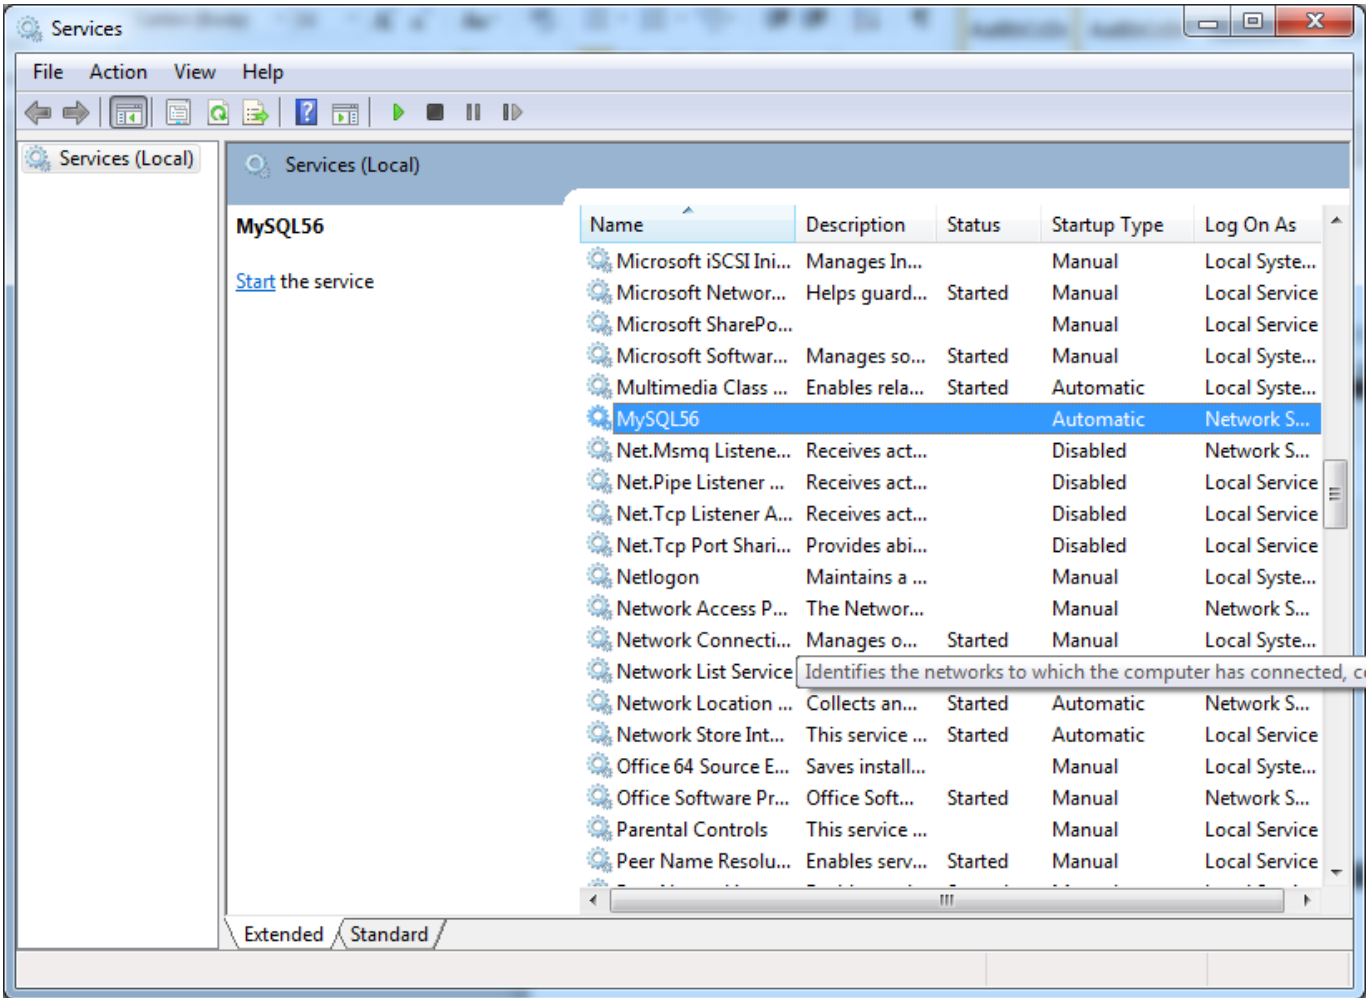 Services
File Action View Help
Services (Local)
Services (Local)
MySQL56
Start the service
Name Description Status Startup Type Log On As
Microsoft iSCSI Ini... Manages In... Manual Local Syste...
Microsoft Networ... Helps guard... Started Manual Local Service
Microsoft SharePo... Manual Local Service
Microsoft Softwar... Manages so... Started Manual Local Syste...
Multimedia Class ... Enables rela... Started Automatic Local Syste...
MySQL56 Automatic Network S...
Net.Msmq Listene... Receives act... Disabled Network S...
Net.Pipe Listener ... Receives act... Disabled Local Service
Net.Tcp Listener A... Receives act... Disabled Local Service
Net.Tcp Port Shari... Provides abi... Disabled Local Service
Netlogon Maintains a ... Manual Local Syste...
Network Access P... The Networ... Manual Network S...
Network Connecti... Manages o... Started Manual Local Syste...
Network List Service Identifies the networks to which the computer has connected,
Network Location ... Collects an... Started Automatic Network S...
Network Store Int... This service ... Started Automatic Local Service
Office 64 Source E... Saves install... Manual Local Syste...
Office Software Pr... Office Soft... Started Manual Network S...
Parental Controls This service ... Manual Local Service
Peer Name Resolu... Enables serv... Started Manual Local Service
Extended Standard